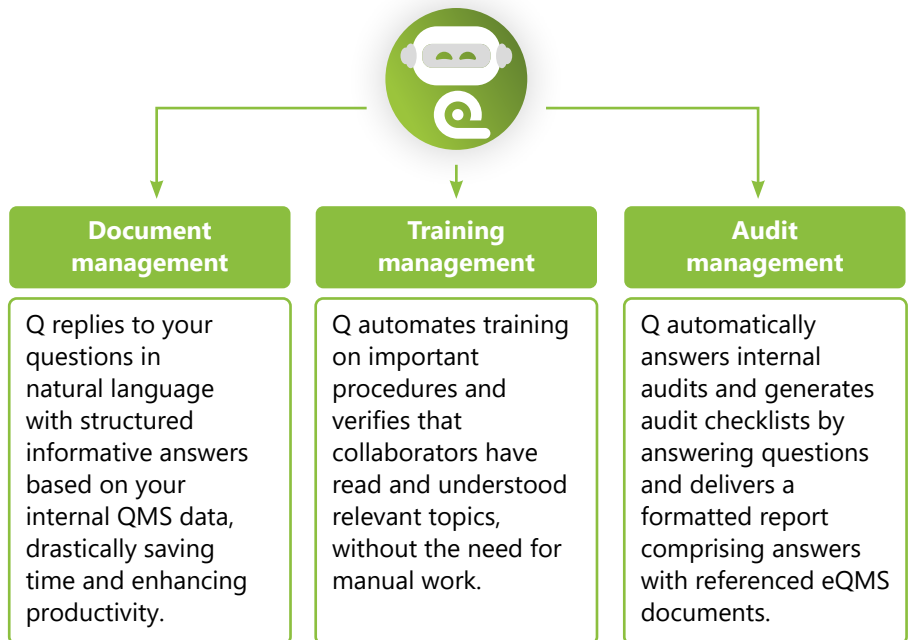 Document
management
Q replies to your
questions in
natural language
with structured
informative answers
based on your
internal QMS data,
drastically saving
time and enhancing
productivity.
Training
management
Q automates training
on important
procedures and
verifies that
collaborators have
read and understood
relevant topics,
without the need for
manual work.
Audit
management
Q automatically
answers internal
audits and generates
audit checklists by
answering questions
and delivers a
formatted report
comprising answers
with referenced eQMS
documents.